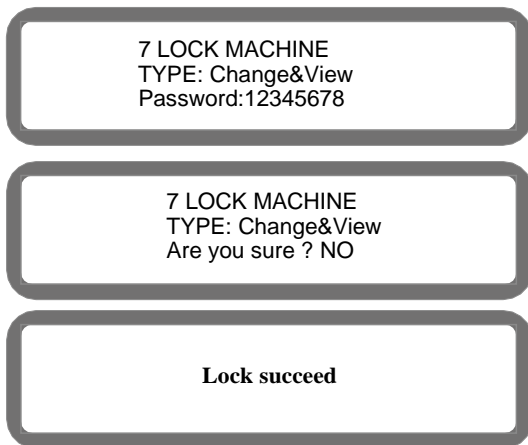 7 LOCK MACHINE
TYPE: Change&View
Password:12345678
7 LOCK MACHINE
TYPE: Change&View
Are you sure ? NO
Lock succeed